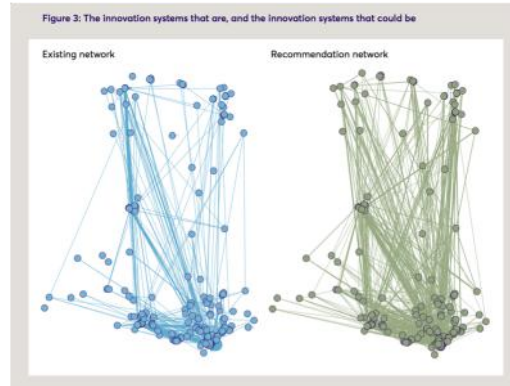 Figure 3: The innovation systems that are, and the innovation systems that could be
Existing network
Recommendation network